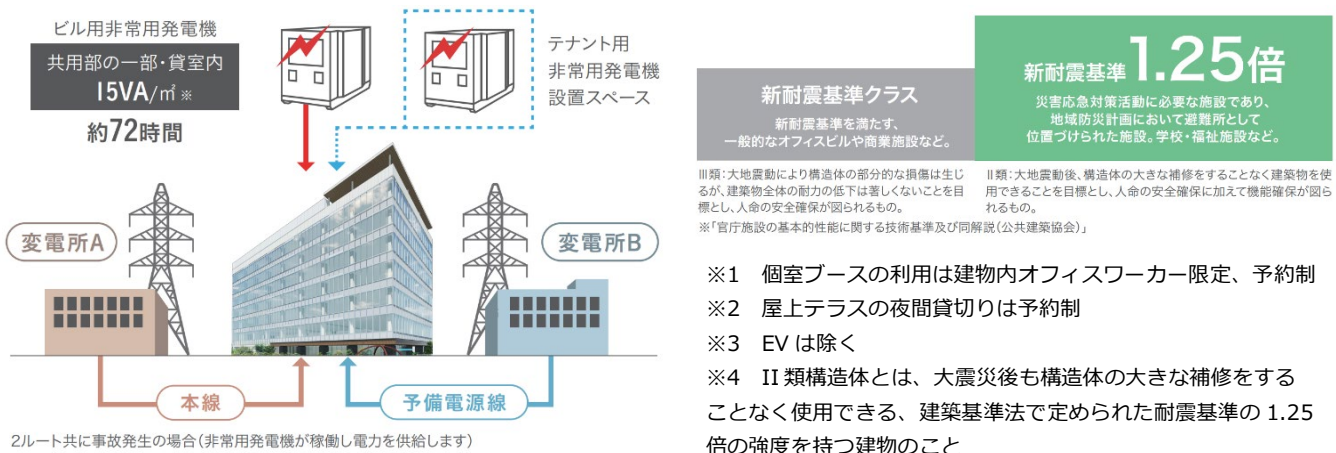 ビル用非常用発電機
共用部の一部・貸室内
15VA/㎡※
約72時間
テナント用
非常用発電機
設置スペース
変電所A
変電所B
本線
予備電源線
2ルート共に事故発生の場合(非常用発電機が稼働し電力を供給します)
新耐震基準クラス
新耐震基準を満たす、
一般的なオフィスビルや商業施設など。
新耐震基準1.25倍
災害応急対策活動に必要な施設であり、
地域防災計画において避難所として
位置づけられた施設。学校・福祉施設など。
Ⅲ類:大地震動により構造体の部分的な損傷は生じ
るが、建築物全体の耐力の低下は著しくないことを目
標とし、人命の安全確保が図られるもの。
Ⅱ類:大地震動後、構造体の大きな補修をすることなく建築物を使
用できることを目標とし、人命の安全確保に加えて機能確保が図ら
れるもの。
※「官庁施設の基本的性能に関する技術基準及び同解説(公共建築協会)」
※1 個室ブースの利用は建物内オフィスワーカー限定、予約制
※2 屋上テラスの夜間貸切りは予約制
※3 EV は除く
※4 II 類構造体とは、大震災後も構造体の大きな補修をする
ことなく使用できる、建築基準法で定められた耐震基準の 1.25
倍の強度を持つ建物のこと